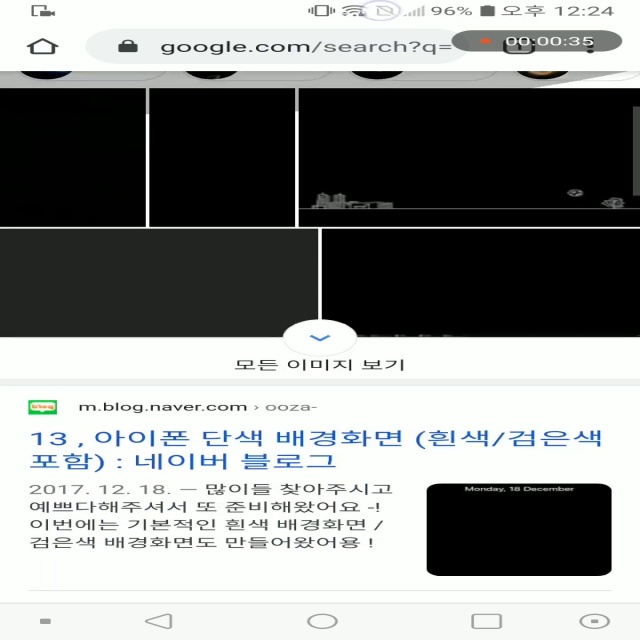 96% 오후 12:24
google.com/search?q=
00:00:35
모든 이미지 보기
m.blog.naver.com › ooza-
13 , 아이폰 단색 배경화면 (흰색/검은색
포함) : 네이버 블로그
2017. 12. 18. — 많이들 찾아주시고
예쁘다해주셔서 또 준비해왔어요 -!
이번에는 기본적인 흰색 배경화면 /
검은색 배경화면도 만들어왔어용 !
Monday, 18 December